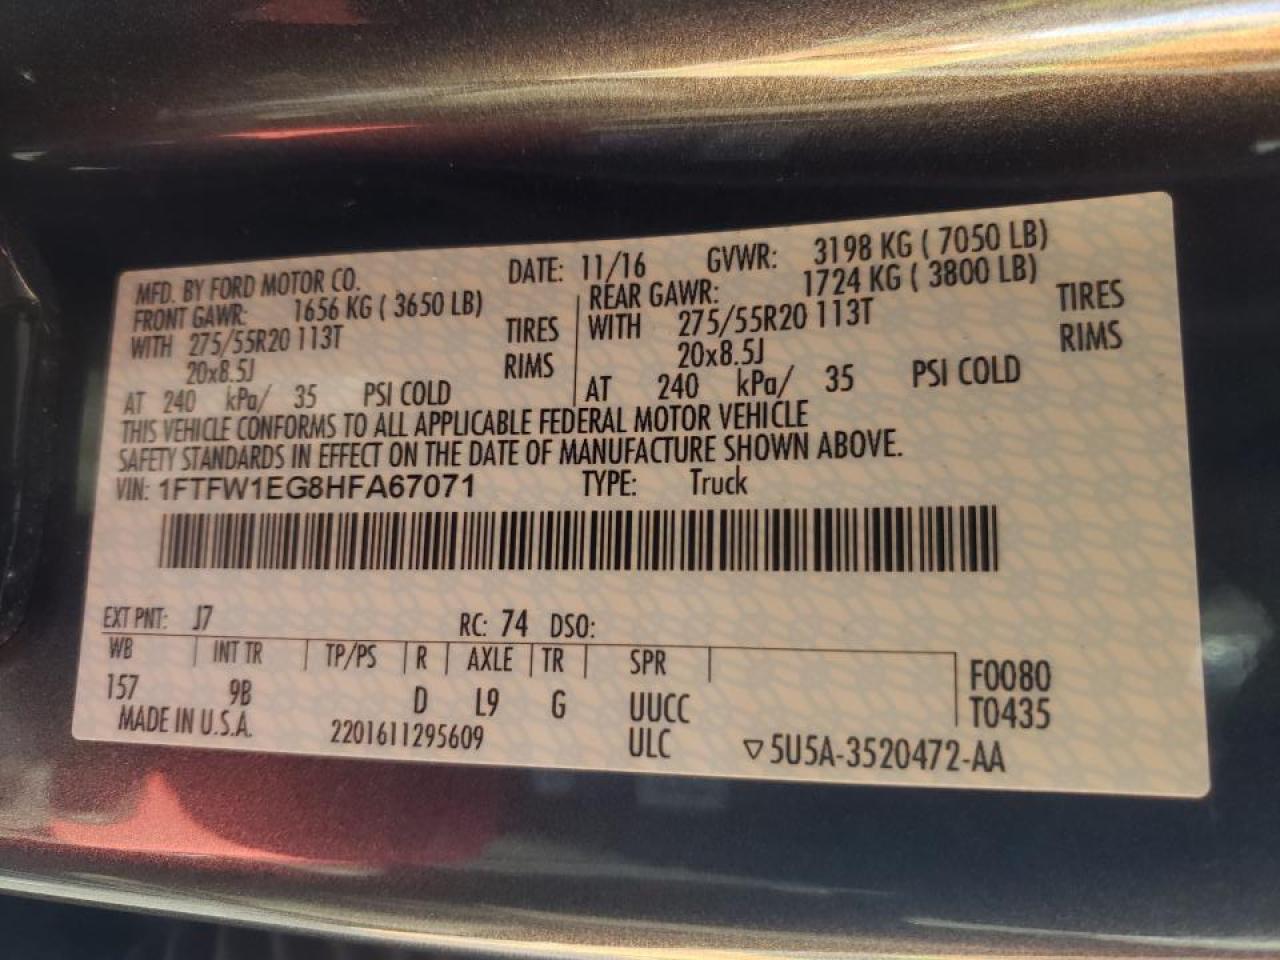 MFD. BY FORD MOTOR CO. DATE: 11/16 GVWR: 3198 KG ( 7050 LB)
FRONT GAWR: 1656 KG ( 3650 LB) REAR GAWR: 1724 KG ( 3800 LB)
WITH 275/55R20 113T TIRES WITH 275/55R20 113T TIRES
20x8.5J RIMS 20x8.5J RIMS
AT 240 kPa/ 35 PSI COLD AT 240 kPa/ 35 PSI COLD
THIS VEHICLE CONFORMS TO ALL APPLICABLE FEDERAL MOTOR VEHICLE
SAFETY STANDARDS IN EFFECT ON THE DATE OF MANUFACTURE SHOWN ABOVE.
VIN: 1FTFW1EG8HFA67071 TYPE: Truck
EXT PNT: J7 RC: 74 DSO:
WB INT TR TP/PS R AXLE TR SPR F0080
157 9B D L9 G UUCC T0435
MADE IN U.S.A. 2201611295609 ULC ▽5U5A-3520472-AA